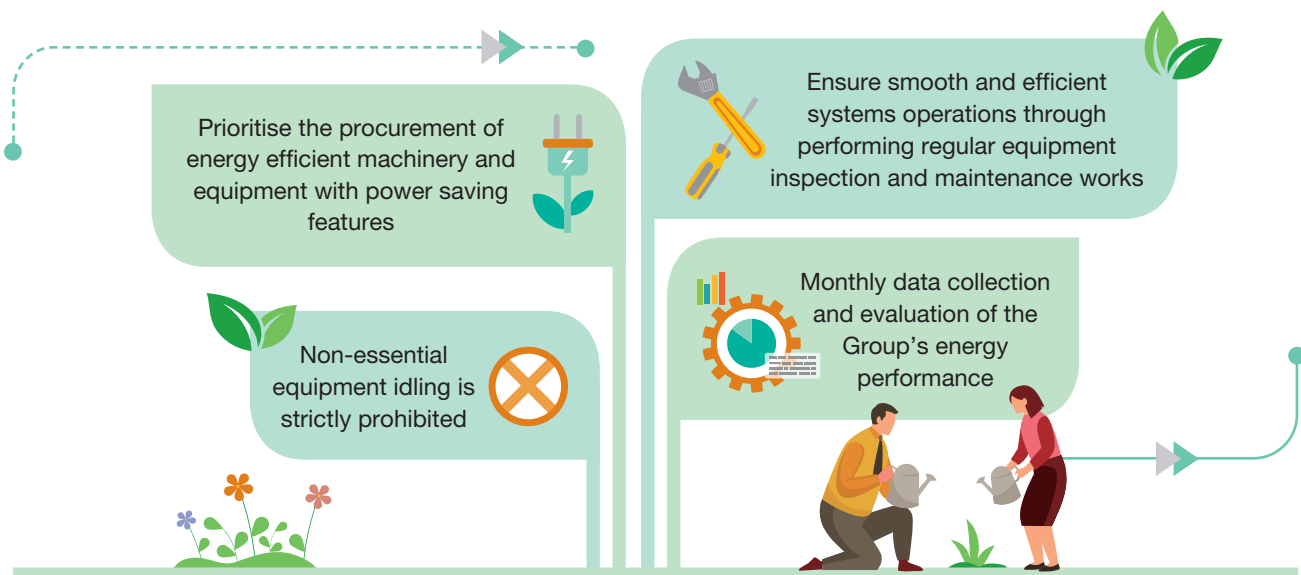 Prioritise the procurement of
energy efficient machinery and
equipment with power saving
features
Ensure smooth and efficient
systems operations through
performing regular equipment
inspection and maintenance works
Non-essential
equipment idling is
strictly prohibited
Monthly data collection
and evaluation of the
Group’s energy
performance